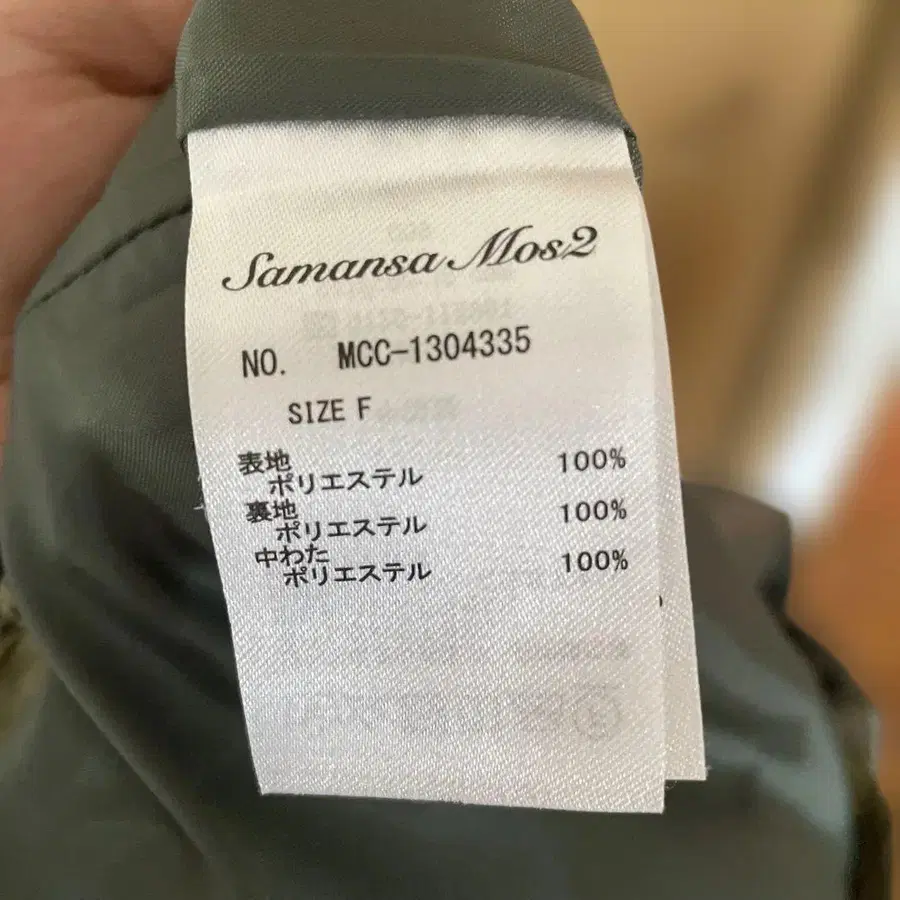 Samansa Mos2
NO. MCC-1304335
SIZE F
表地
ポリエステル 100%
裏地
ポリエステル 100%
中わた
ポリエステル 100%